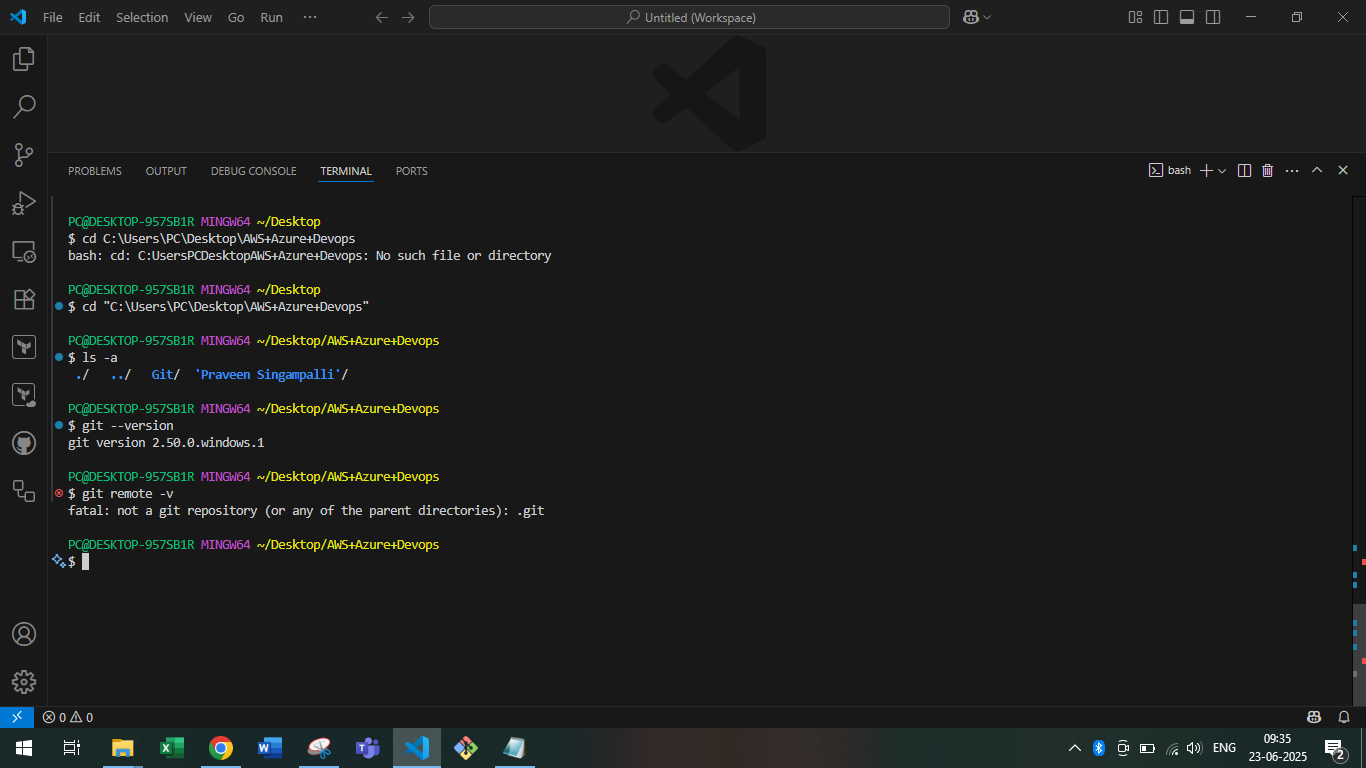 File Edit Selection View Go Run ···
Untitled (Workspace)
PROBLEMS OUTPUT DEBUG CONSOLE TERMINAL PORTS
bash
PC@DESKTOP-957SB1R MINGW64 ~/Desktop
$ cd C:\Users\PC\Desktop\AWS+Azure+Devops
bash: cd: C:UsersPCDesktopAWS+Azure+Devops: No such file or directory
PC@DESKTOP-957SB1R MINGW64 ~/Desktop
$ cd "C:\Users\PC\Desktop\AWS+Azure+Devops"
PC@DESKTOP-957SB1R MINGW64 ~/Desktop/AWS+Azure+Devops
$ ls -a
./ ../ Git/ 'Praveen Singampalli'/
PC@DESKTOP-957SB1R MINGW64 ~/Desktop/AWS+Azure+Devops
$ git --version
git version 2.50.0.windows.1
PC@DESKTOP-957SB1R MINGW64 ~/Desktop/AWS+Azure+Devops
$ git remote -v
fatal: not a git repository (or any of the parent directories): .git
PC@DESKTOP-957SB1R MINGW64 ~/Desktop/AWS+Azure+Devops
$
0 0
ENG
09:35
23-06-2025
2